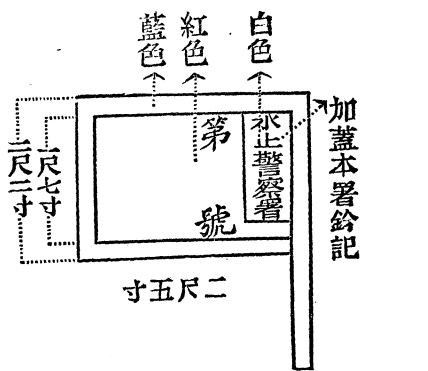 加蓋本署鈐記
白色
紅色
藍色
水上警察署
第　號
一尺七寸
二尺二寸
二尺五寸